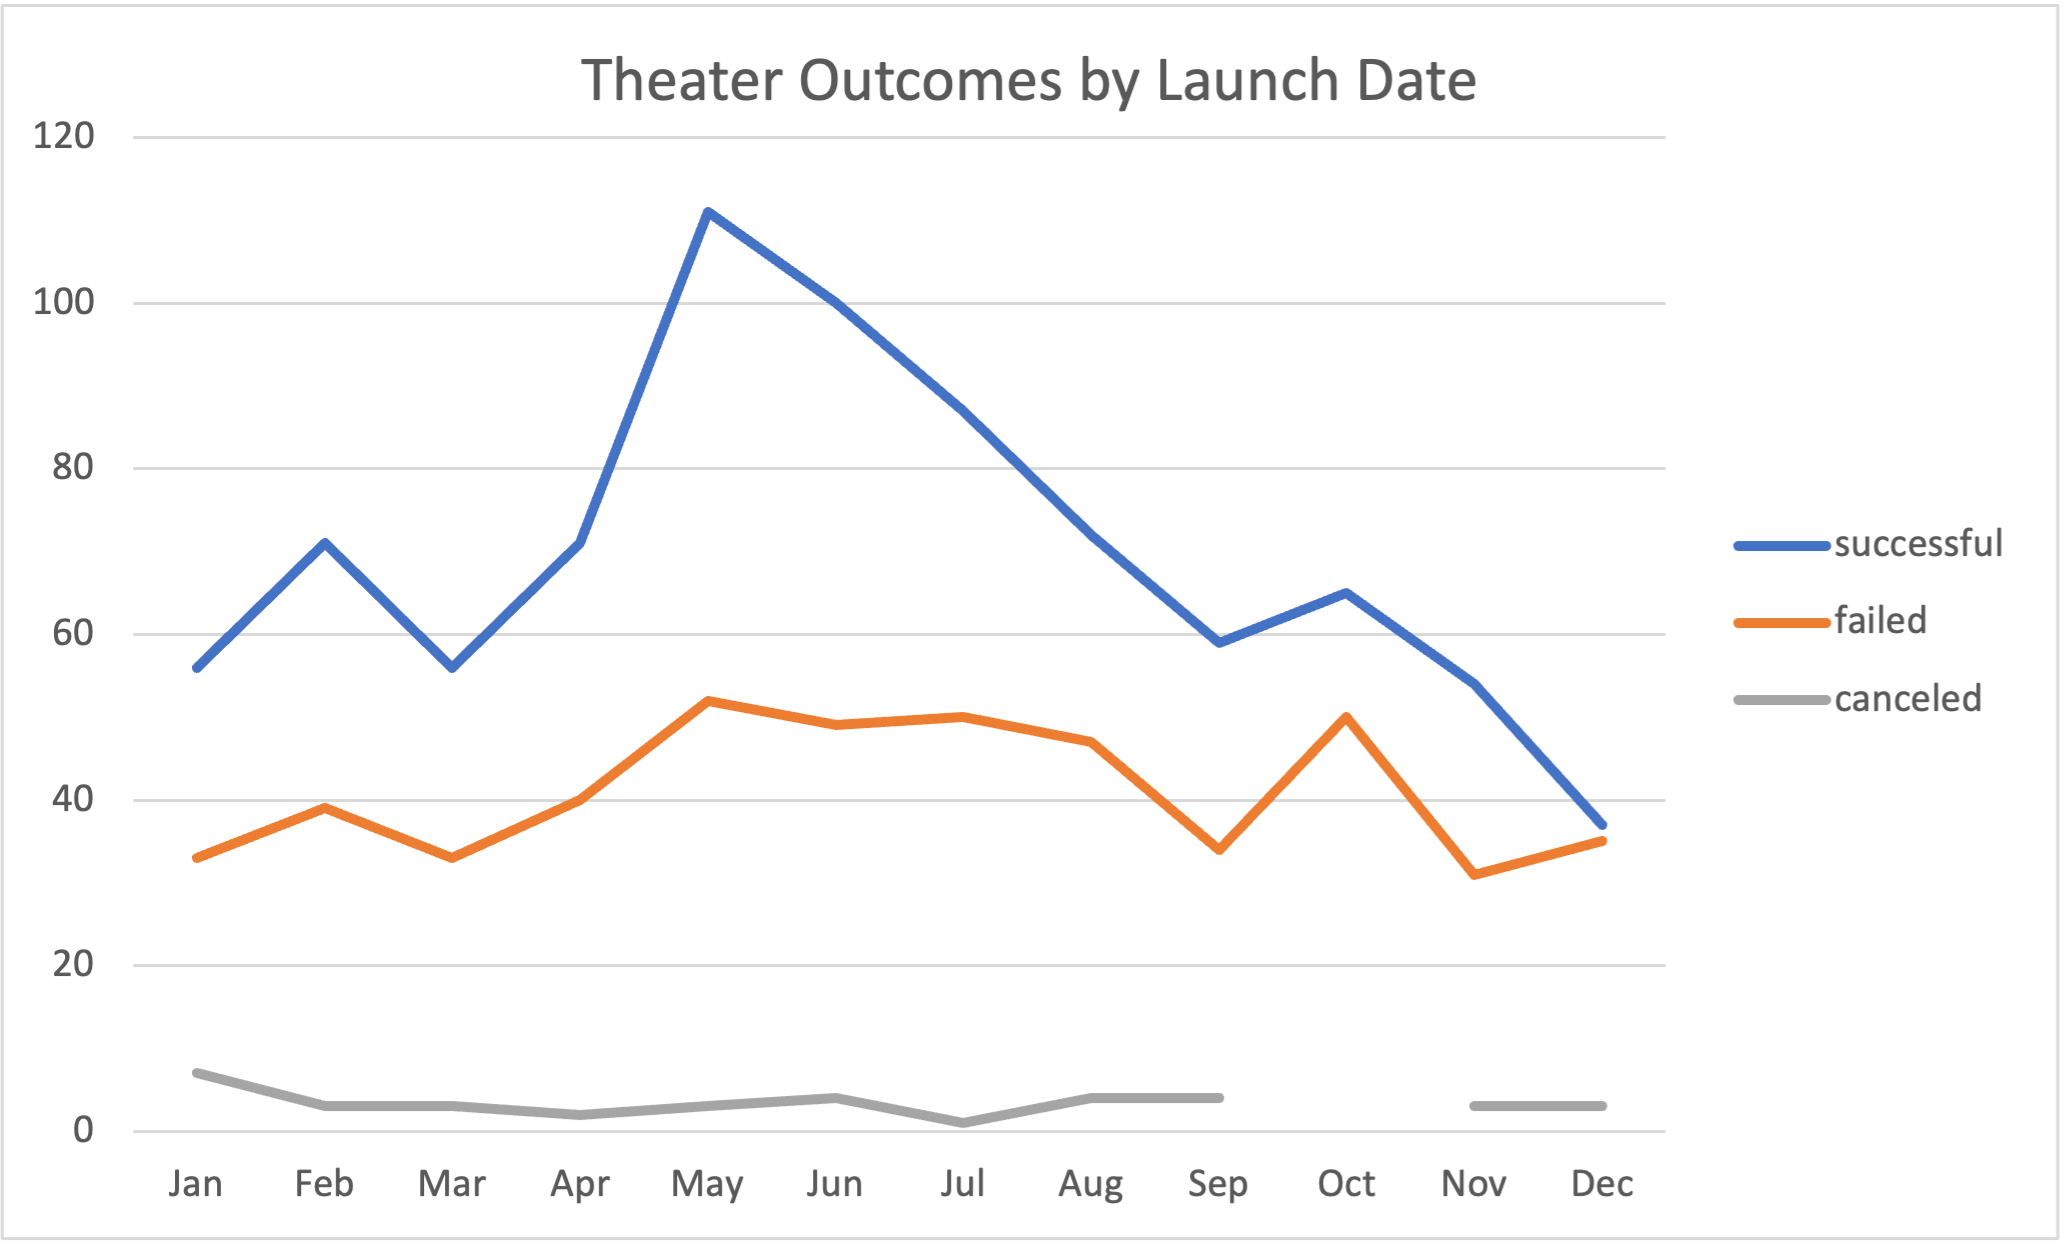 Theater Outcomes by Launch Date
120
100
80
60
40
20
0
Jan Feb Mar Apr May Jun Jul Aug Sep Oct Nov Dec
successful
failed
canceled